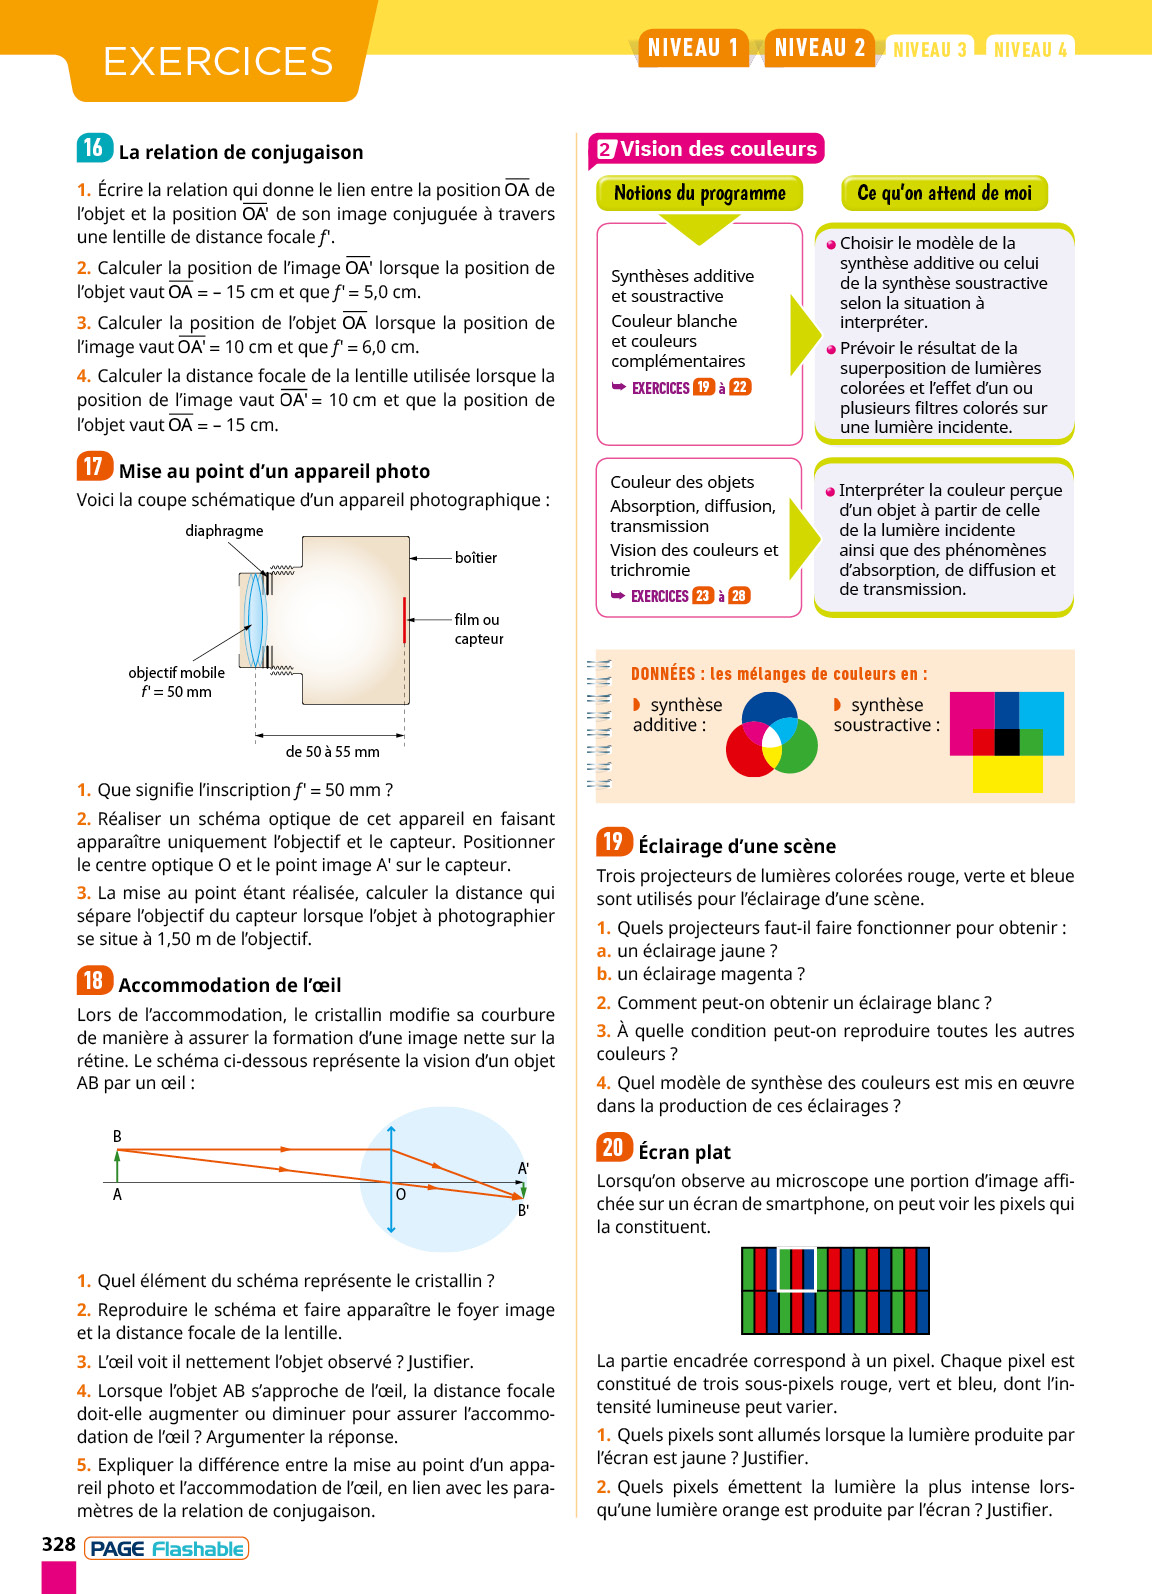 EXERCICES
NIVEAU 1
NIVEAU 2
NIVEAU 3
NIVEAU 4
16 La relation de conjugaison
1. Écrire la relation qui donne le lien entre la position OA de
l'objet et la position OA' de son image conjuguée à travers
une lentille de distance focale f'.
2. Calculer la position de l'image OA' lorsque la position de
l'objet vaut OA = – 15 cm et que f' = 5,0 cm.
3. Calculer la position de l'objet OA lorsque la position de
l'image vaut OA' = 10 cm et que f' = 6,0 cm.
4. Calculer la distance focale de la lentille utilisée lorsque la
position de l'image vaut OA' = 10 cm et que la position de
l'objet vaut OA = – 15 cm.
17 Mise au point d'un appareil photo
Voici la coupe schématique d'un appareil photographique :
diaphragme
boîtier
film ou
capteur
objectif mobile
f' = 50 mm
de 50 à 55 mm
1. Que signifie l'inscription f' = 50 mm ?
2. Réaliser un schéma optique de cet appareil en faisant
apparaître uniquement l'objectif et le capteur. Positionner
le centre optique O et le point image A' sur le capteur.
3. La mise au point étant réalisée, calculer la distance qui
sépare l'objectif du capteur lorsque l'objet à photographier
se situe à 1,50 m de l'objectif.
18 Accommodation de l'œil
Lors de l'accommodation, le cristallin modifie sa courbure
de manière à assurer la formation d'une image nette sur la
rétine. Le schéma ci-dessous représente la vision d'un objet
AB par un œil :
B
A
O
A'
B'
1. Quel élément du schéma représente le cristallin ?
2. Reproduire le schéma et faire apparaître le foyer image
et la distance focale de la lentille.
3. L'œil voit il nettement l'objet observé ? Justifier.
4. Lorsque l'objet AB s'approche de l'œil, la distance focale
doit-elle augmenter ou diminuer pour assurer l'accommo-
dation de l'œil ? Argumenter la réponse.
5. Expliquer la différence entre la mise au point d'un appa-
reil photo et l'accommodation de l'œil, en lien avec les para-
mètres de la relation de conjugaison.
2 Vision des couleurs
Notions du programme
Ce qu'on attend de moi
Synthèses additive
et soustractive
Couleur blanche
et couleurs
complémentaires
EXERCICES 19 à 22
Choisir le modèle de la
synthèse additive ou celui
de la synthèse soustractive
selon la situation à
interpréter.
Prévoir le résultat de la
superposition de lumières
colorées et l'effet d'un ou
plusieurs filtres colorés sur
une lumière incidente.
Couleur des objets
Absorption, diffusion,
transmission
Vision des couleurs et
trichromie
EXERCICES 23 à 28
Interpréter la couleur perçue
d'un objet à partir de celle
de la lumière incidente
ainsi que des phénomènes
d'absorption, de diffusion et
de transmission.
DONNÉES : les mélanges de couleurs en :
synthèse
additive :
synthèse
soustractive :
19 Éclairage d'une scène
Trois projecteurs de lumières colorées rouge, verte et bleue
sont utilisés pour l'éclairage d'une scène.
1. Quels projecteurs faut-il faire fonctionner pour obtenir :
a. un éclairage jaune ?
b. un éclairage magenta ?
2. Comment peut-on obtenir un éclairage blanc ?
3. À quelle condition peut-on reproduire toutes les autres
couleurs ?
4. Quel modèle de synthèse des couleurs est mis en œuvre
dans la production de ces éclairages ?
20 Écran plat
Lorsqu'on observe au microscope une portion d'image affi-
chée sur un écran de smartphone, on peut voir les pixels qui
la constituent.
La partie encadrée correspond à un pixel. Chaque pixel est
constitué de trois sous-pixels rouge, vert et bleu, dont l'in-
tensité lumineuse peut varier.
1. Quels pixels sont allumés lorsque la lumière produite par
l'écran est jaune ? Justifier.
2. Quels pixels émettent la lumière la plus intense lors-
qu'une lumière orange est produite par l'écran ? Justifier.
328 PAGE Flashable